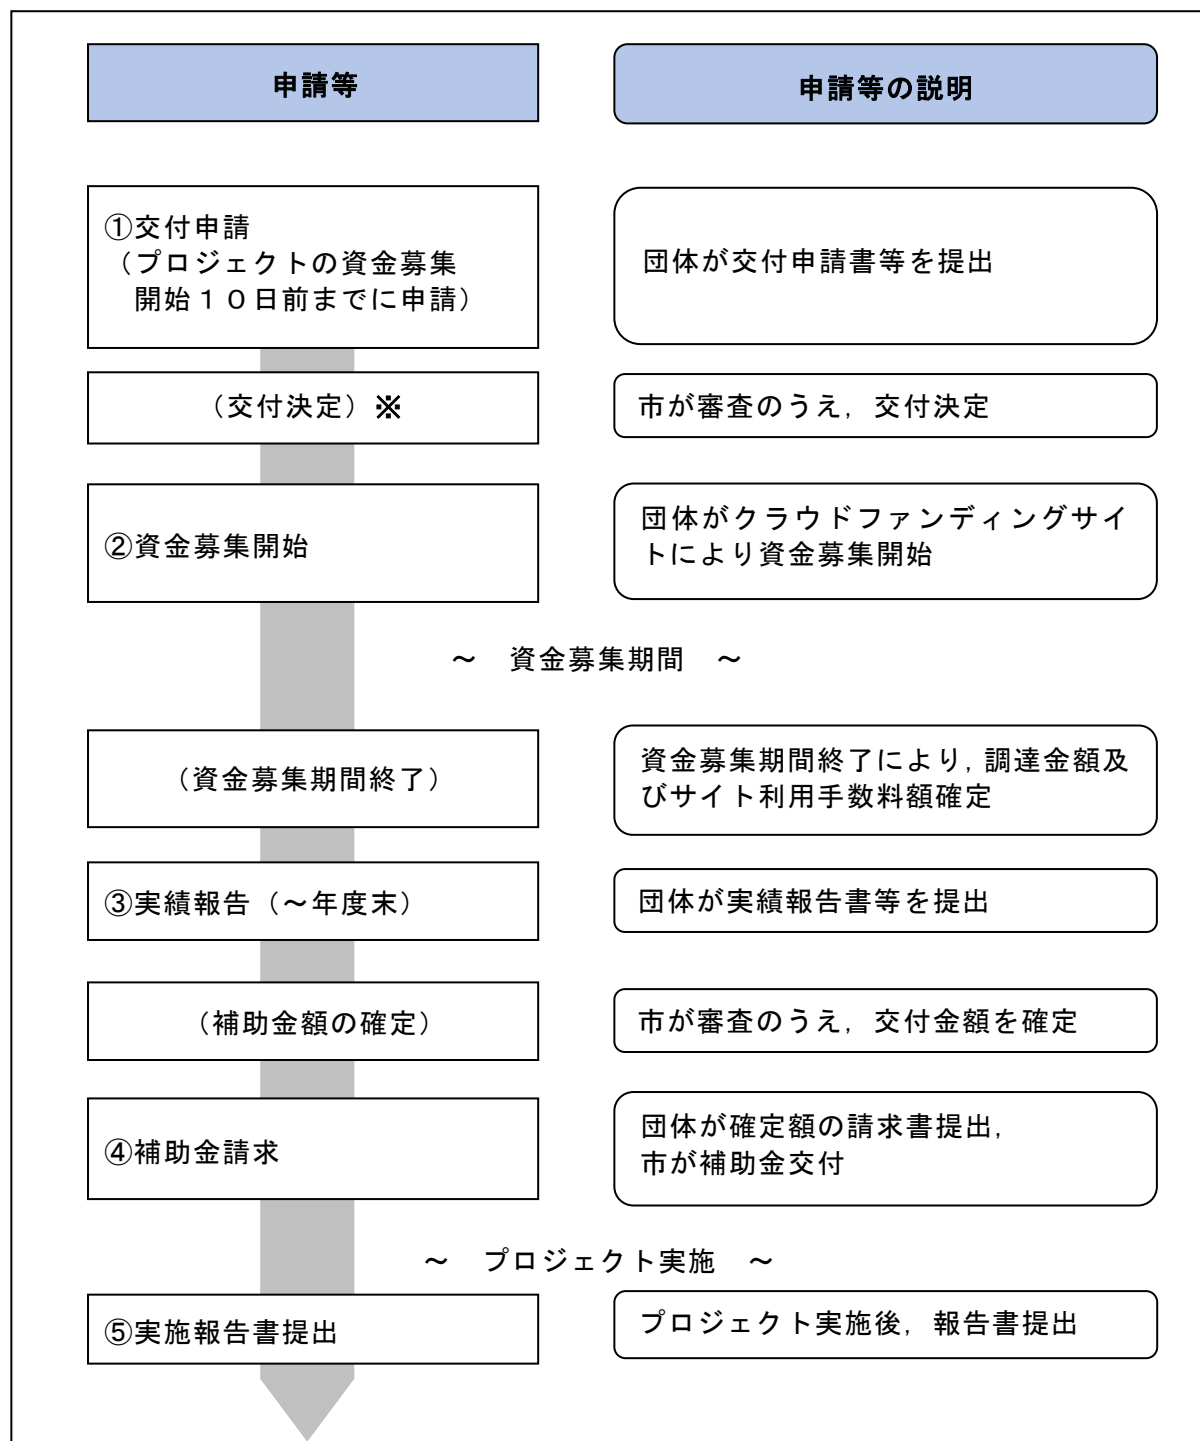 申請等
申請等の説明
①交付申請
（プロジェクトの資金募集
開始１０日前までに申請）
団体が交付申請書等を提出
（交付決定）※
市が審査のうえ，交付決定
②資金募集開始
団体がクラウドファンディングサイ
トにより資金募集開始
～　資金募集期間　～
（資金募集期間終了）
資金募集期間終了により，調達金額及
びサイト利用手数料額確定
③実績報告（～年度末）
団体が実績報告書等を提出
（補助金額の確定）
市が審査のうえ，交付金額を確定
④補助金請求
団体が確定額の請求書提出，
市が補助金交付
～　プロジェクト実施　～
⑤実施報告書提出
プロジェクト実施後，報告書提出